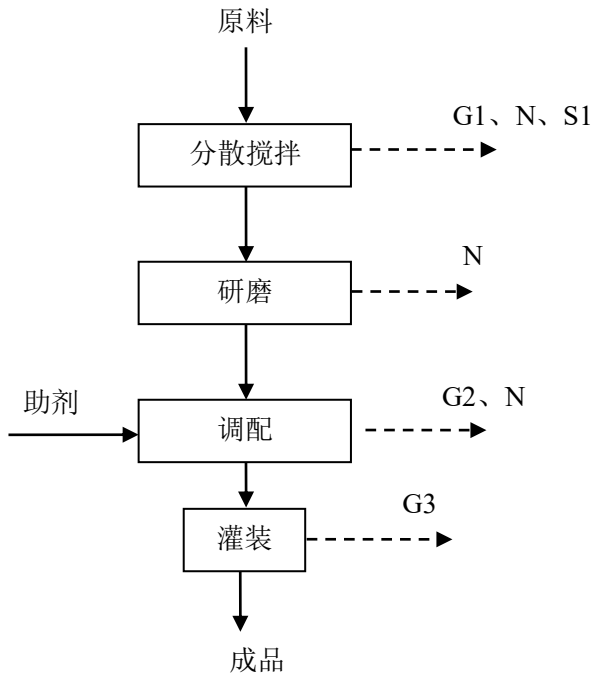 原料
G1、N、S1
分散搅拌
N
研磨
助剂
G2、N
调配
G3
灌装
成品